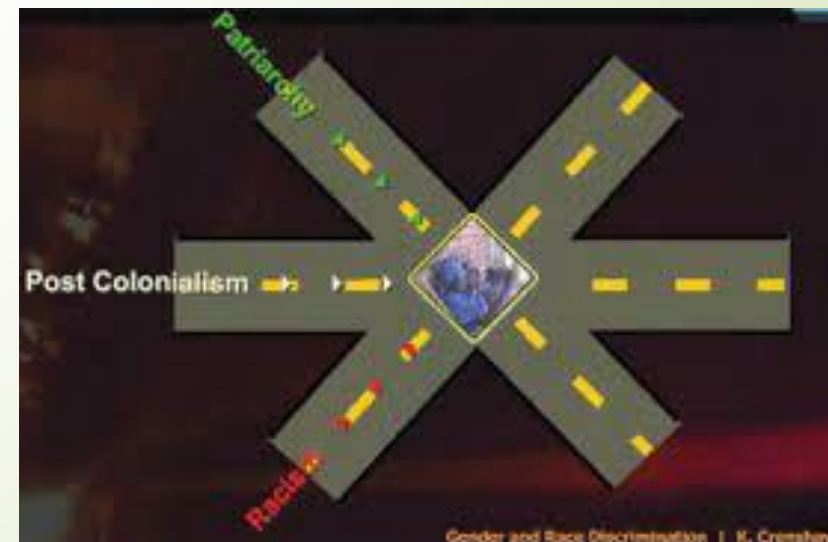 Patriarchy
Post Colonialism
Racism
Gender and Race Discrimination | K. Crenshaw